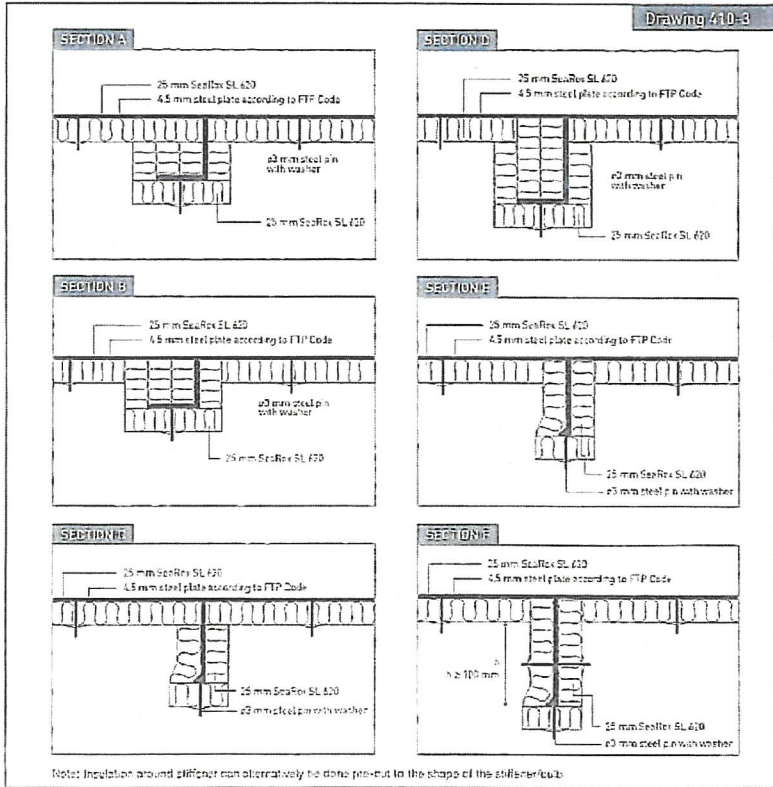 Drawing 410-3
SECTION A
25 mm SeaRox SL 620
4.5 mm steel plate according to FTP Code
ø3 mm steel pin
with washer
25 mm SeaRox SL 620
SECTION D
25 mm SeaRox SL 620
4.5 mm steel plate according to FTP Code
ø3 mm steel pin
with washer
25 mm SeaRox SL 620
SECTION B
25 mm SeaRox SL 620
4.5 mm steel plate according to FTP Code
ø3 mm steel pin
with washer
25 mm SeaRox SL 620
SECTION E
25 mm SeaRox SL 620
4.5 mm steel plate according to FTP Code
25 mm SeaRox SL 620
ø3 mm steel pin with washer
SECTION C
25 mm SeaRox SL 620
4.5 mm steel plate according to FTP Code
25 mm SeaRox SL 620
ø3 mm steel pin with washer
SECTION F
25 mm SeaRox SL 620
4.5 mm steel plate according to FTP Code
h
h ≥ 100 mm
25 mm SeaRox SL 620
ø3 mm steel pin with washer
Note: Insulation around stiffener can alternatively be done pre-cut to the shape of the stiffener/bulb